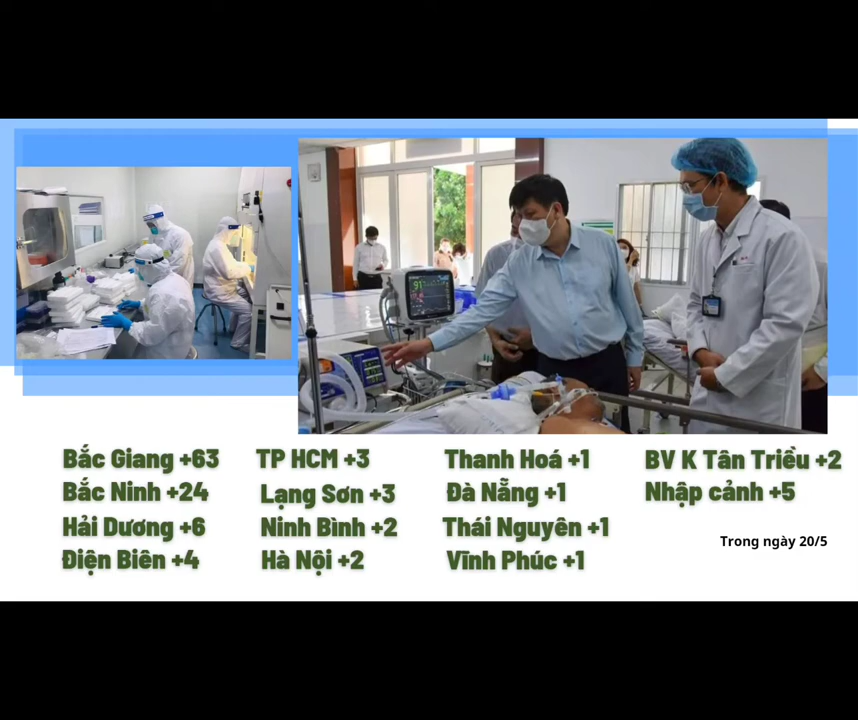 Bắc Giang +63
Bắc Ninh +24
Hải Dương +6
Điện Biên +4
TP HCM +3
Lạng Sơn +3
Ninh Bình +2
Hà Nội +2
Thanh Hoá +1
Đà Nẵng +1
Thái Nguyên +1
Vĩnh Phúc +1
BV K Tân Triều +2
Nhập cảnh +5
Trong ngày 20/5